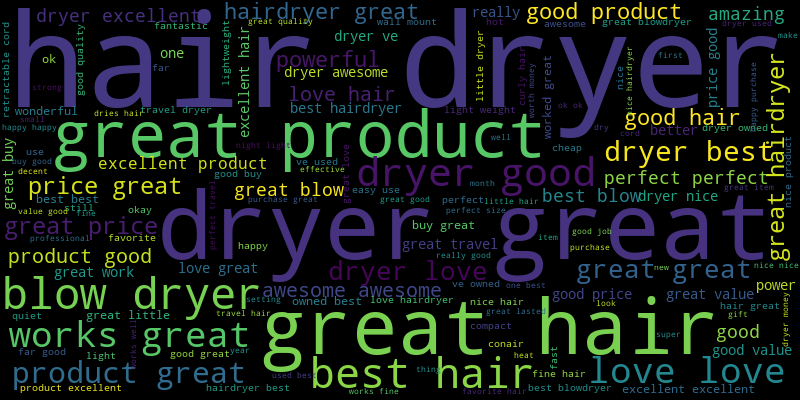 dryer excellent
hairdryer great
great quality
really
good product
amazing
fantastic
wall mount
hot
awesome
great blowdryer
dryer used
hair dryer
retractable cord
ok
good quality
one
far
lightweight
excellent hair
powerful
dryer ve
dryer awesome
little dryer
curly hair
worth money
worked great
nice
nice hairdryer
price good
first
happy purchase
make
strong
love hair
best hairdryer
light weight
ok ok
wonderful
dries hair
travel dryer
small
happy happy
great product
good hair
great hairdryer
dry
cord
better
dryer owned
night light
well
cheap
use
buy good
decent
great buy
excellent product
ve used
effective
great love
dryer good
dryer best
nice product
price great
good buy
great blow
month
easy use
perfect perfect
great item
best best
value good
still
fine
okay
perfect travel
purchase great
great good
perfect
little hair
perfect size
best blow
dryer nice
great price
professional
favorite
happy
dryer great
buy great
great travel
really good
item
good job
purchase
product good
great work
love great
dryer love
great great
new
nice nice
blow dryer
setting
awesome awesome
owned best
love hairdryer
ve owned
one best
nice hair
good price
look
great value
power
hair great
gift
quiet
great little
travel hair
great hair
great lasted
compact
works great
works well
far good
light
good great
year
conair
heat
fast
super
good
good value
dryer money
product great
product excellent
hairdryer best
used best
best hair
works fine
thing
favorite hair
fine hair
best blowdryer
love love
excellent excellent